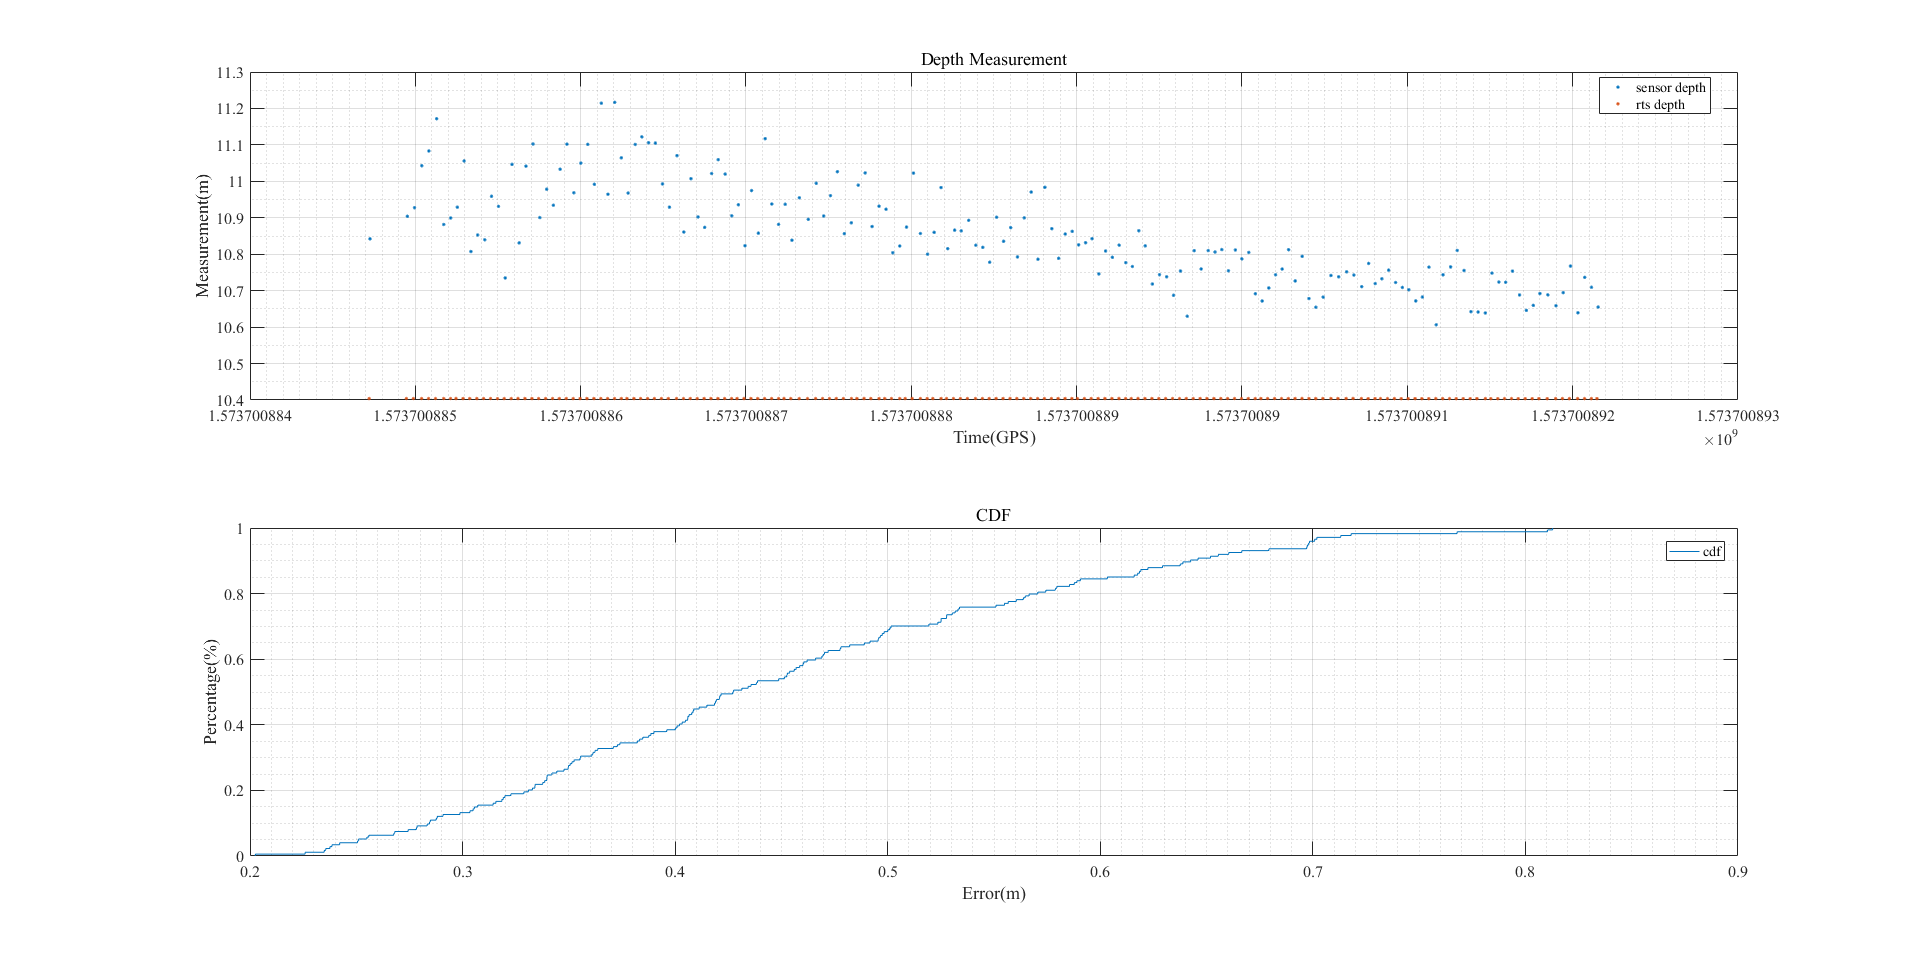 Depth Measurement
11.3
11.2
11.1
11
10.9
10.8
10.7
10.6
10.5
10.4
Measurement(m)
sensor depth
rts depth
1.573700884 1.573700885 1.573700886 1.573700887 1.573700888 1.573700889 1.57370089 1.573700891 1.573700892 1.573700893
Time(GPS)
×10⁹
CDF
1
0.8
0.6
0.4
0.2
0
Percentage(%)
cdf
0.2 0.3 0.4 0.5 0.6 0.7 0.8 0.9
Error(m)